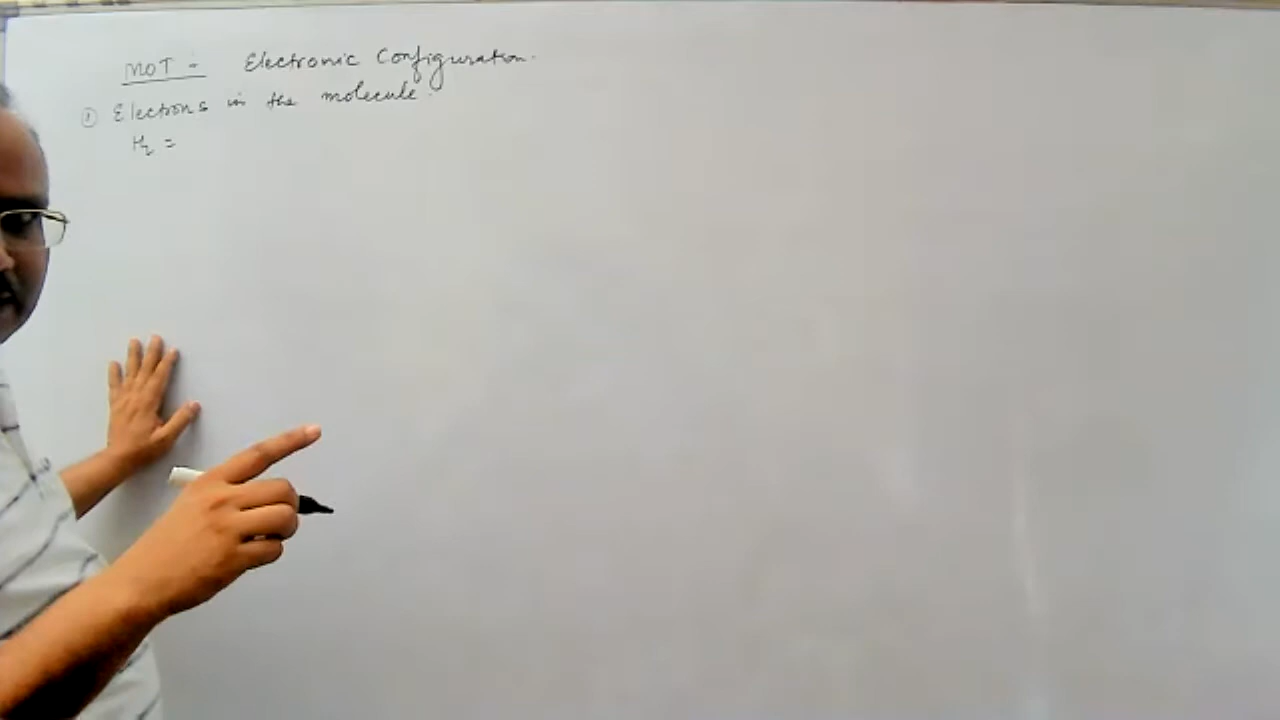 MOT :- Electronic Configuration.
① Electrons in the molecule.
H₂ =